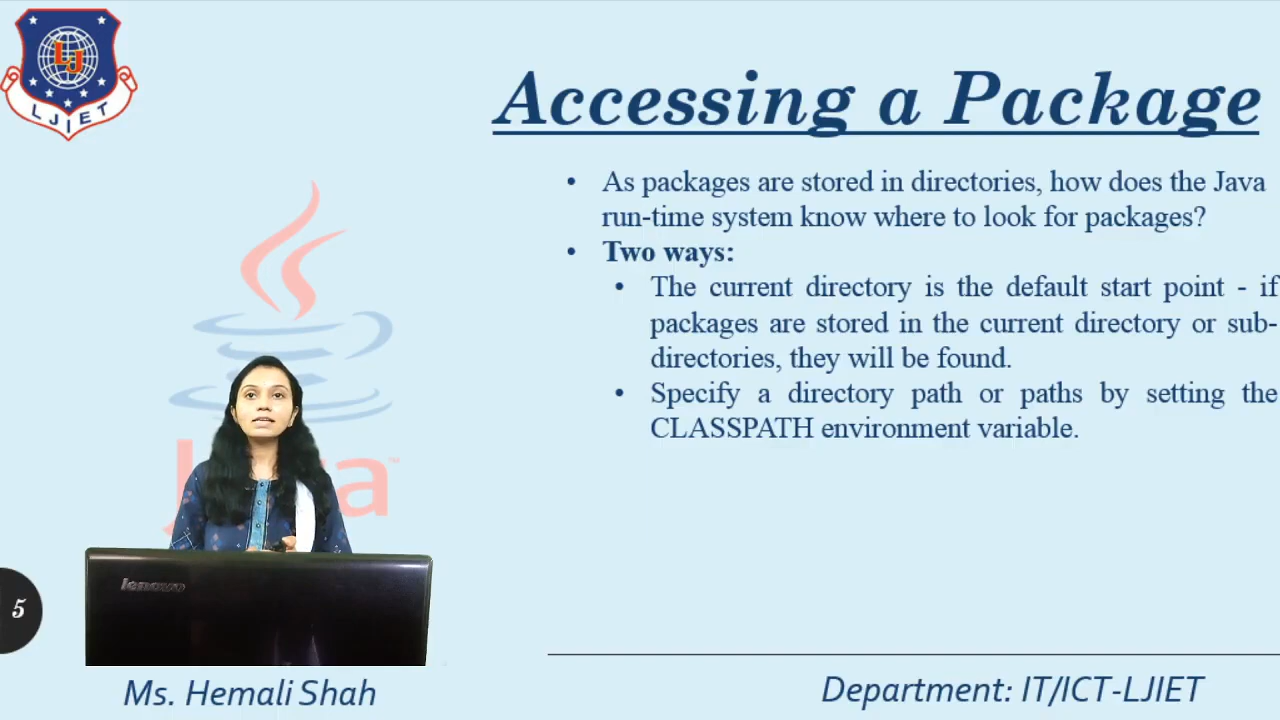 LJ
LJIET
Accessing a Package
• As packages are stored in directories, how does the Java
run-time system know where to look for packages?
• Two ways:
• The current directory is the default start point - if
packages are stored in the current directory or sub-
directories, they will be found.
• Specify a directory path or paths by setting the
CLASSPATH environment variable.
Java™
lenovo
5
Ms. Hemali Shah
Department: IT/ICT-LJIET